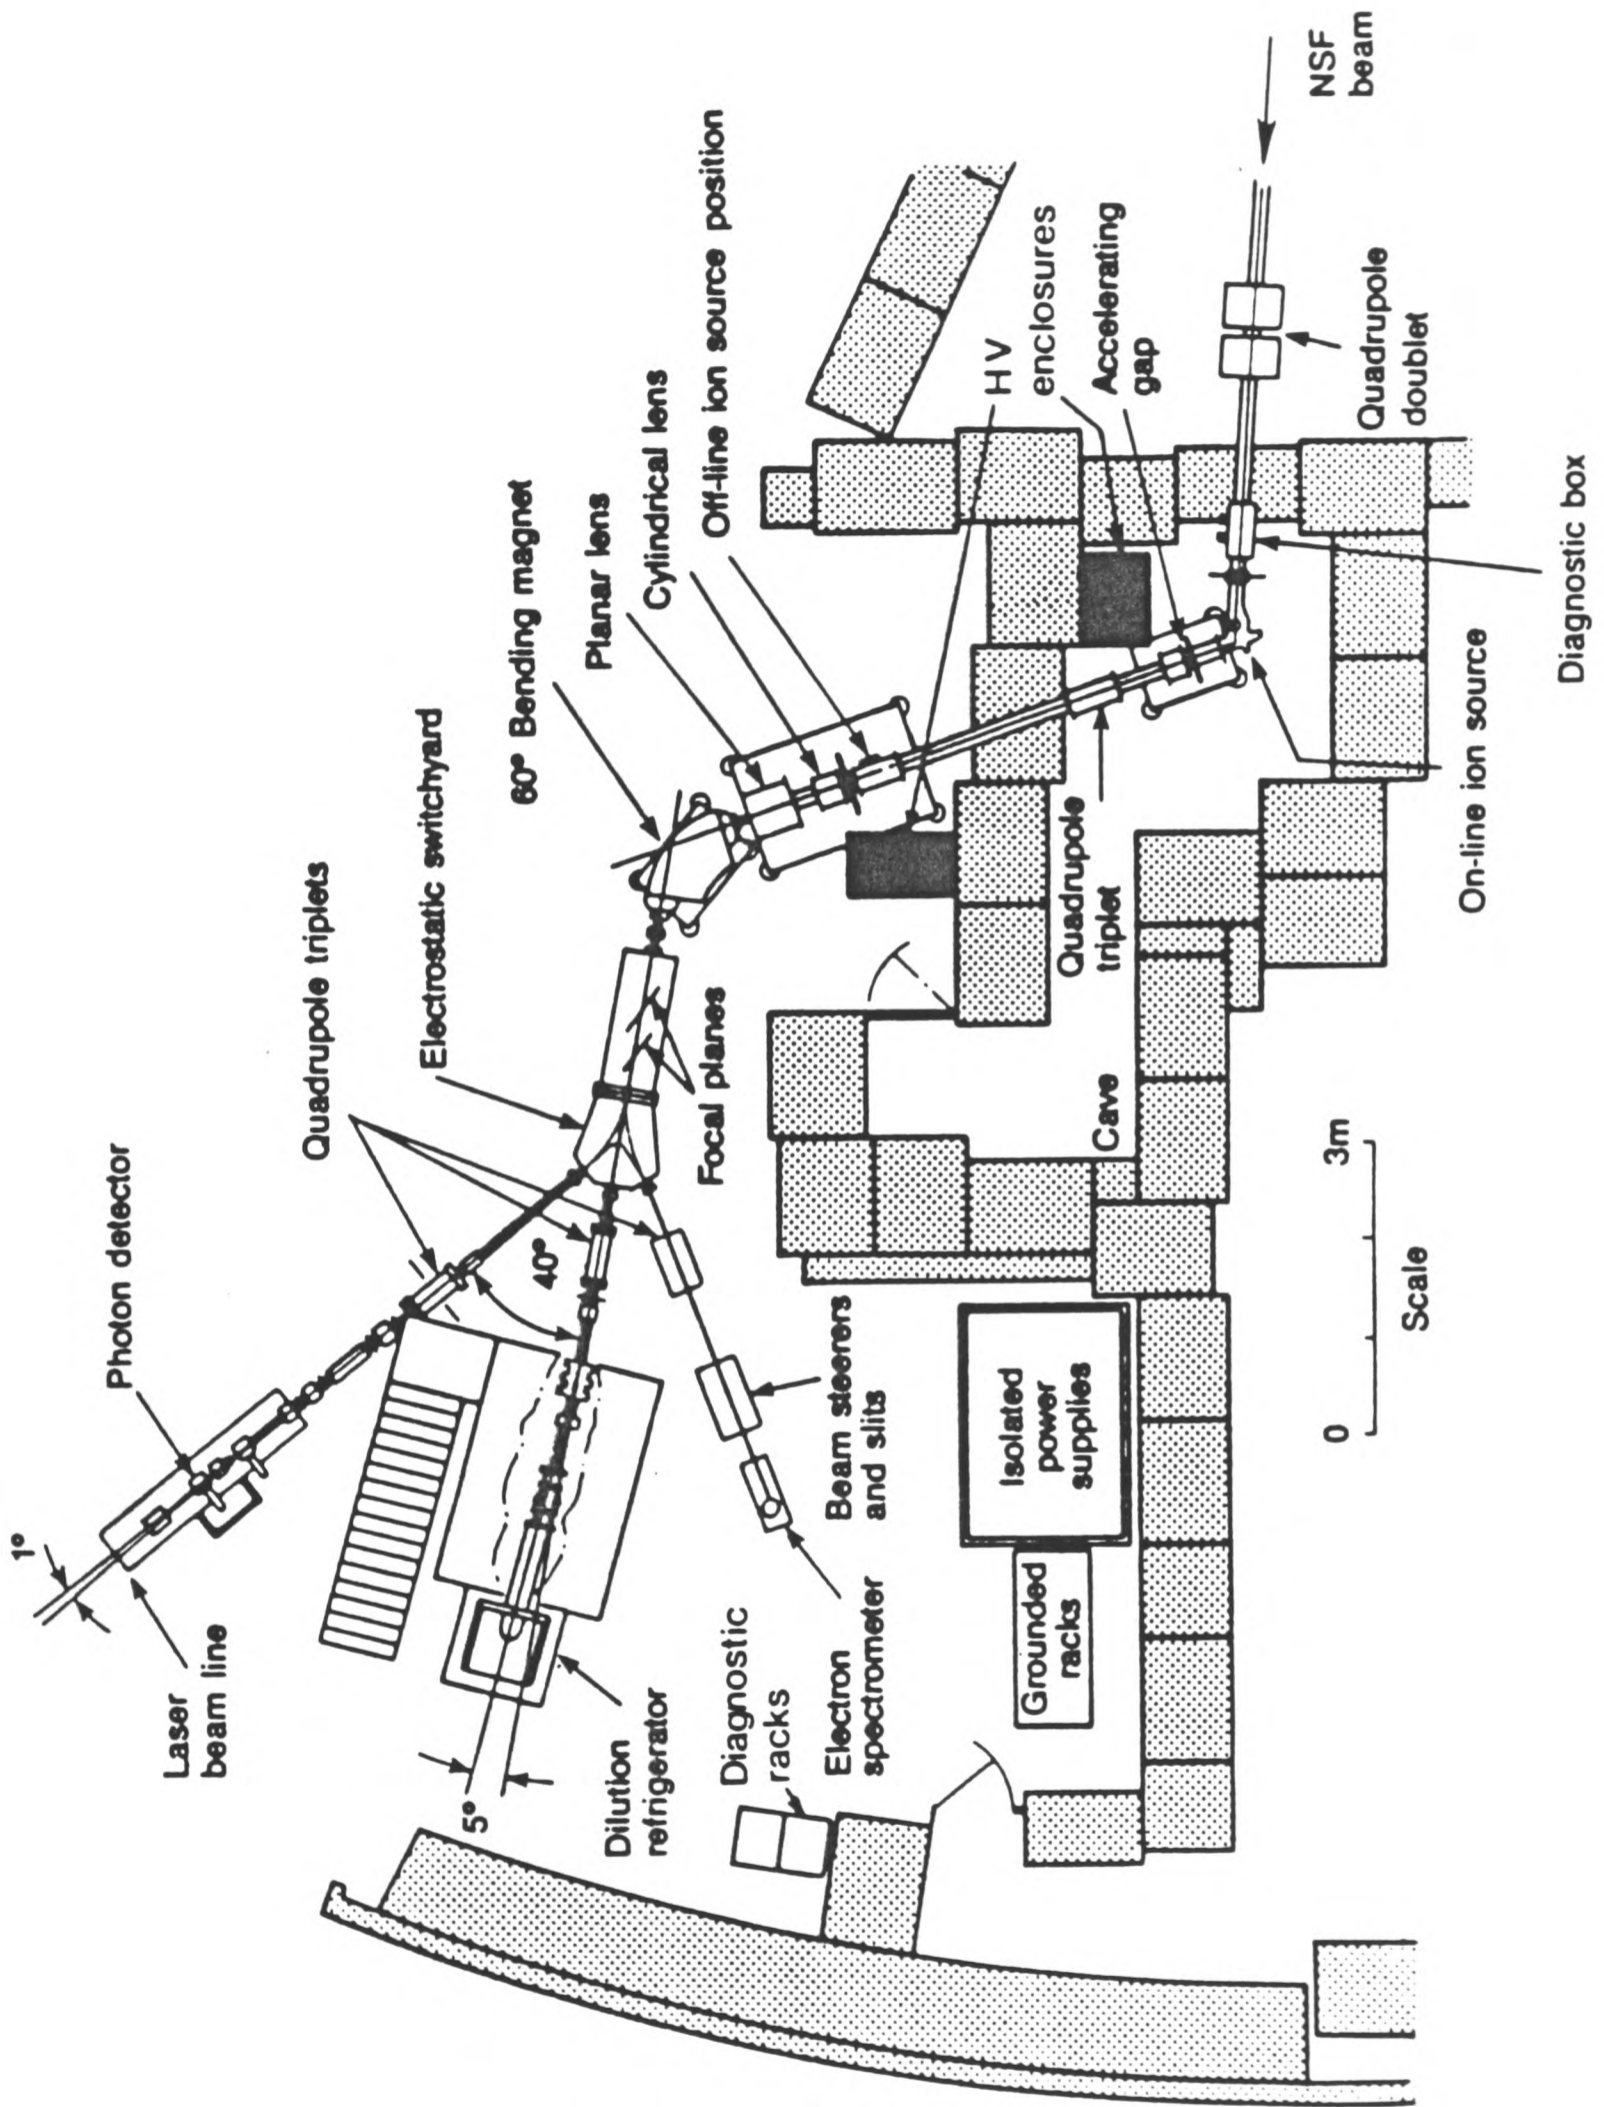 1°
Laser
beam line
Photon detector
Quadrupole triplets
Electrostatic switchyard
60° Bending magnet
Planar lens
Cylindrical lens
Off-line ion source position
5°
40°
Dilution
refrigerator
Focal planes
Diagnostic
racks
Electron
spectrometer
Beam steerers
and slits
HV
enclosures
Accelerating
gap
NSF
beam
Grounded
racks
Isolated
power
supplies
Cave
Quadrupole
triplet
Quadrupole
doublet
0
3m
Scale
On-line ion source
Diagnostic box